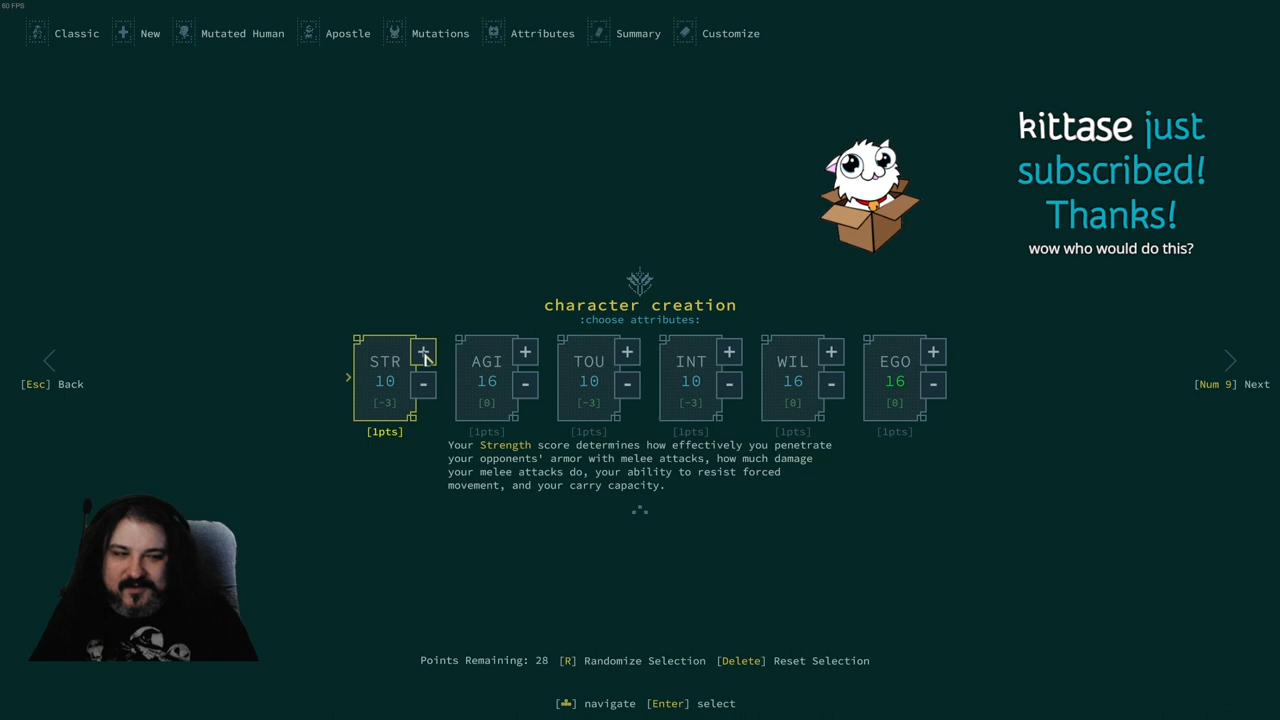 60 FPS
Classic
New
Mutated Human
Apostle
Mutations
Attributes
Summary
Customize
kittase just
subscribed!
Thanks!
wow who would do this?
character creation
:choose attributes:
STR
10
[-3]
[1pts]
+
-
AGI
16
[0]
[1pts]
+
-
TOU
10
[-3]
[1pts]
+
-
INT
10
[-3]
[1pts]
+
-
WIL
16
[0]
[1pts]
+
-
EGO
16
[0]
[1pts]
+
-
[Esc] Back
[Num 9] Next
Your Strength score determines how effectively you penetrate
your opponents' armor with melee attacks, how much damage
your melee attacks do, your ability to resist forced
movement, and your carry capacity.
Points Remaining: 28 [R] Randomize Selection [Delete] Reset Selection
navigate [Enter] select